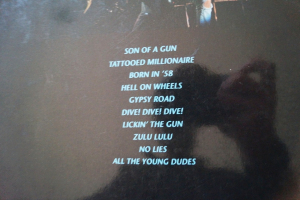 SON OF A GUN
TATTOOED MILLIONAIRE
BORN IN '58
HELL ON WHEELS
GYPSY ROAD
DIVE! DIVE! DIVE!
LICKIN' THE GUN
ZULU LULU
NO LIES
ALL THE YOUNG DUDES